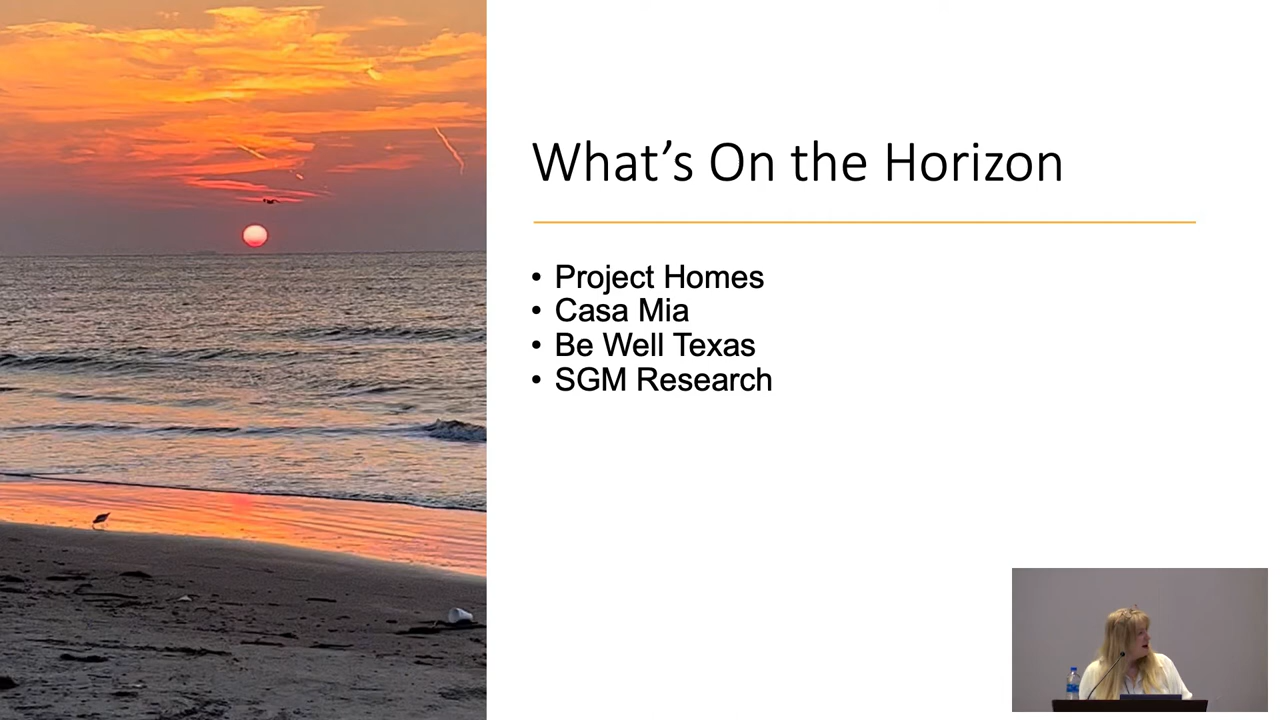 What’s On the Horizon
• Project Homes
• Casa Mia
• Be Well Texas
• SGM Research